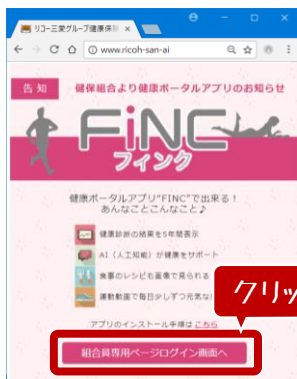 リコー三愛グループ健康保険
www.ricoh-san-ai
告知
健保組合より健康ポータルアプリのお知らせ
FiNC
フィンク
健康ポータルアプリ"FINC"で出来る!
あんなことこんなこと♪
健康診断の結果を5年間表示
AI(人工知能)が健康をサポート
食事のレシピも画像で見られる
運動動画で毎日少しずつ元気な
クリッ
アプリのインストール手順はこちら
組合員専用ページログイン画面へ